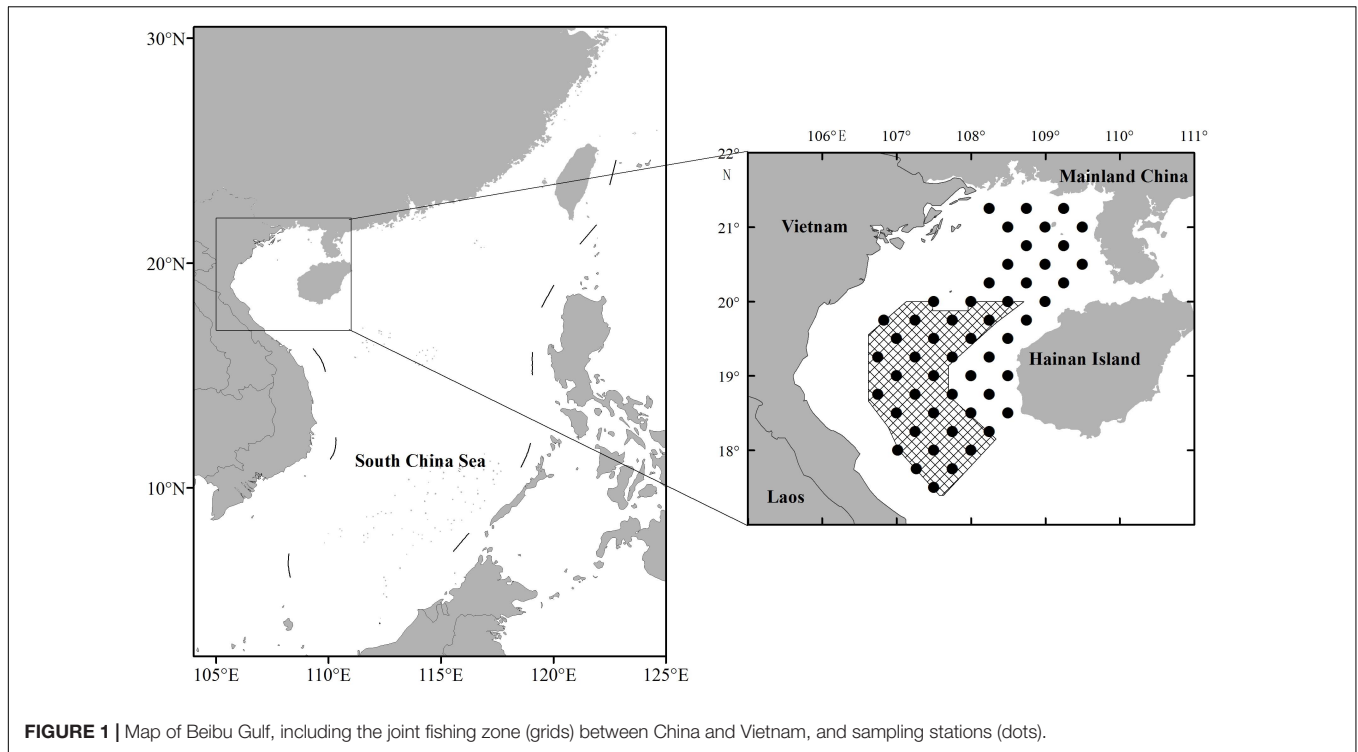 30°N
20°N
10°N
105°E
110°E
115°E
120°E
125°E
South China Sea
106°E
107°
108°
109°
110°
111°
22°
N
21°
20°
19°
18°
Mainland China
Vietnam
Hainan Island
Laos
FIGURE 1 | Map of Beibu Gulf, including the joint fishing zone (grids) between China and Vietnam, and sampling stations (dots).